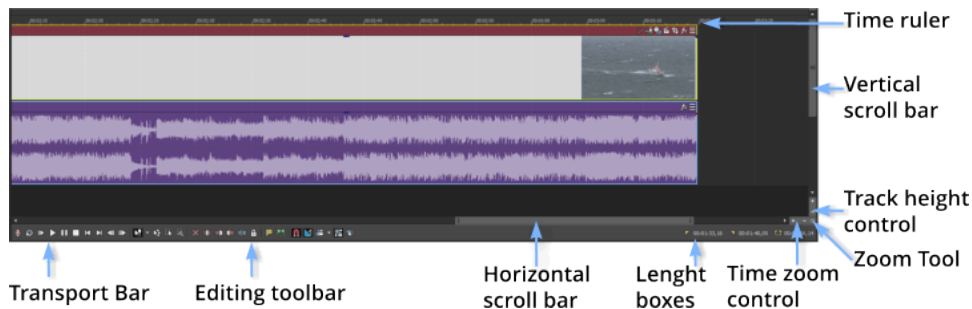 Time ruler
Vertical
scroll bar
Track height
control
Zoom Tool
Transport Bar
Editing toolbar
Horizontal
scroll bar
Lenght
boxes
Time zoom
control